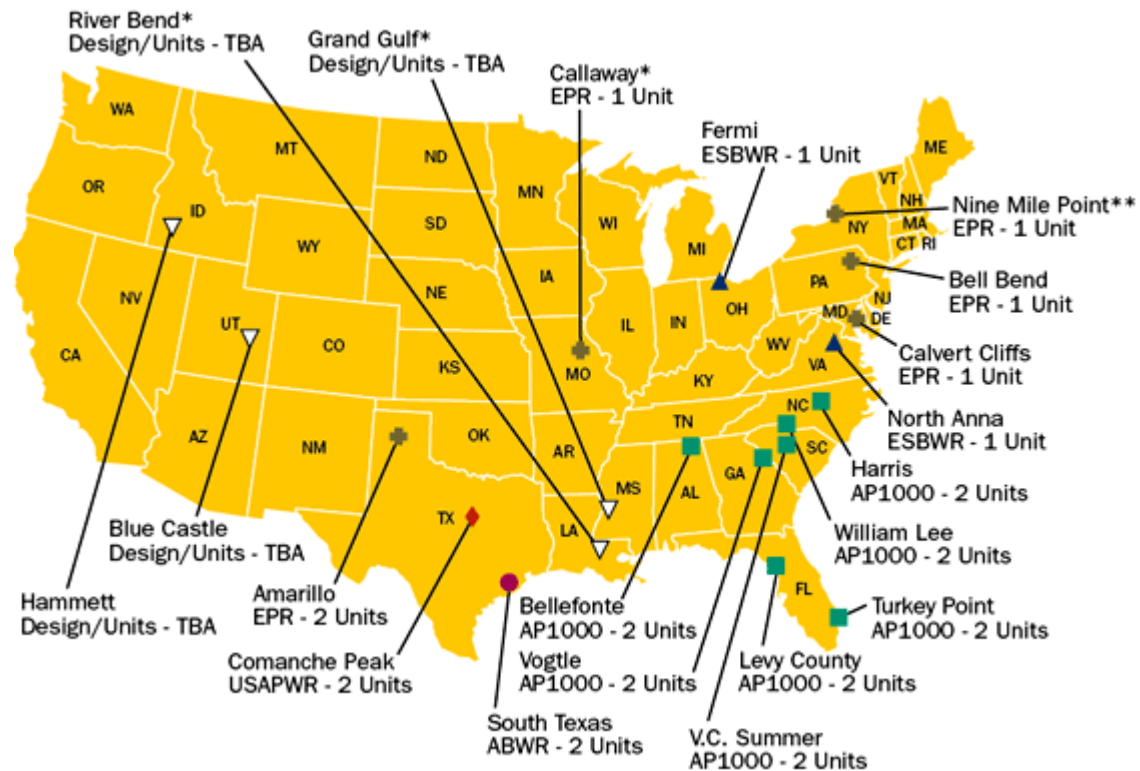 River Bend*
Design/Units - TBA
Grand Gulf*
Design/Units - TBA
Callaway*
EPR - 1 Unit
Fermi
ESBWR - 1 Unit
Nine Mile Point**
EPR - 1 Unit
Bell Bend
EPR - 1 Unit
Calvert Cliffs
EPR - 1 Unit
North Anna
ESBWR - 1 Unit
Harris
AP1000 - 2 Units
William Lee
AP1000 - 2 Units
Turkey Point
AP1000 - 2 Units
Levy County
AP1000 - 2 Units
V.C. Summer
AP1000 - 2 Units
Bellefonte
AP1000 - 2 Units
Vogtle
AP1000 - 2 Units
South Texas
ABWR - 2 Units
Comanche Peak
USAPWR - 2 Units
Amarillo
EPR - 2 Units
Blue Castle
Design/Units - TBA
Hammett
Design/Units - TBA
WA
OR
CA
NV
ID
MT
WY
UT
AZ
CO
NM
ND
SD
NE
KS
OK
TX
MN
IA
MO
AR
LA
WI
IL
MS
MI
IN
KY
TN
AL
OH
WV
GA
FL
SC
NC
VA
PA
MD
DE
NJ
NY
CT
RI
MA
VT
NH
ME